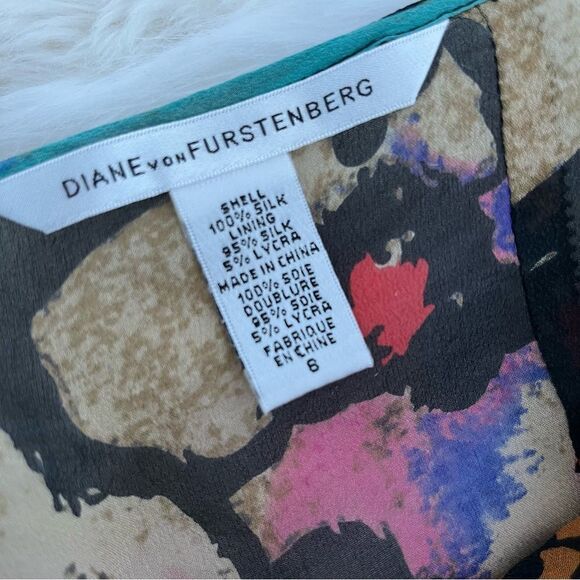 DIANE VON FURSTENBERG
SHELL
100% SILK
LINING
95% SILK
5% LYCRA
MADE IN CHINA
100% SOIE
DOUBLURE
95% SOIE
5% LYCRA
FABRIQUE
EN CHINE
6